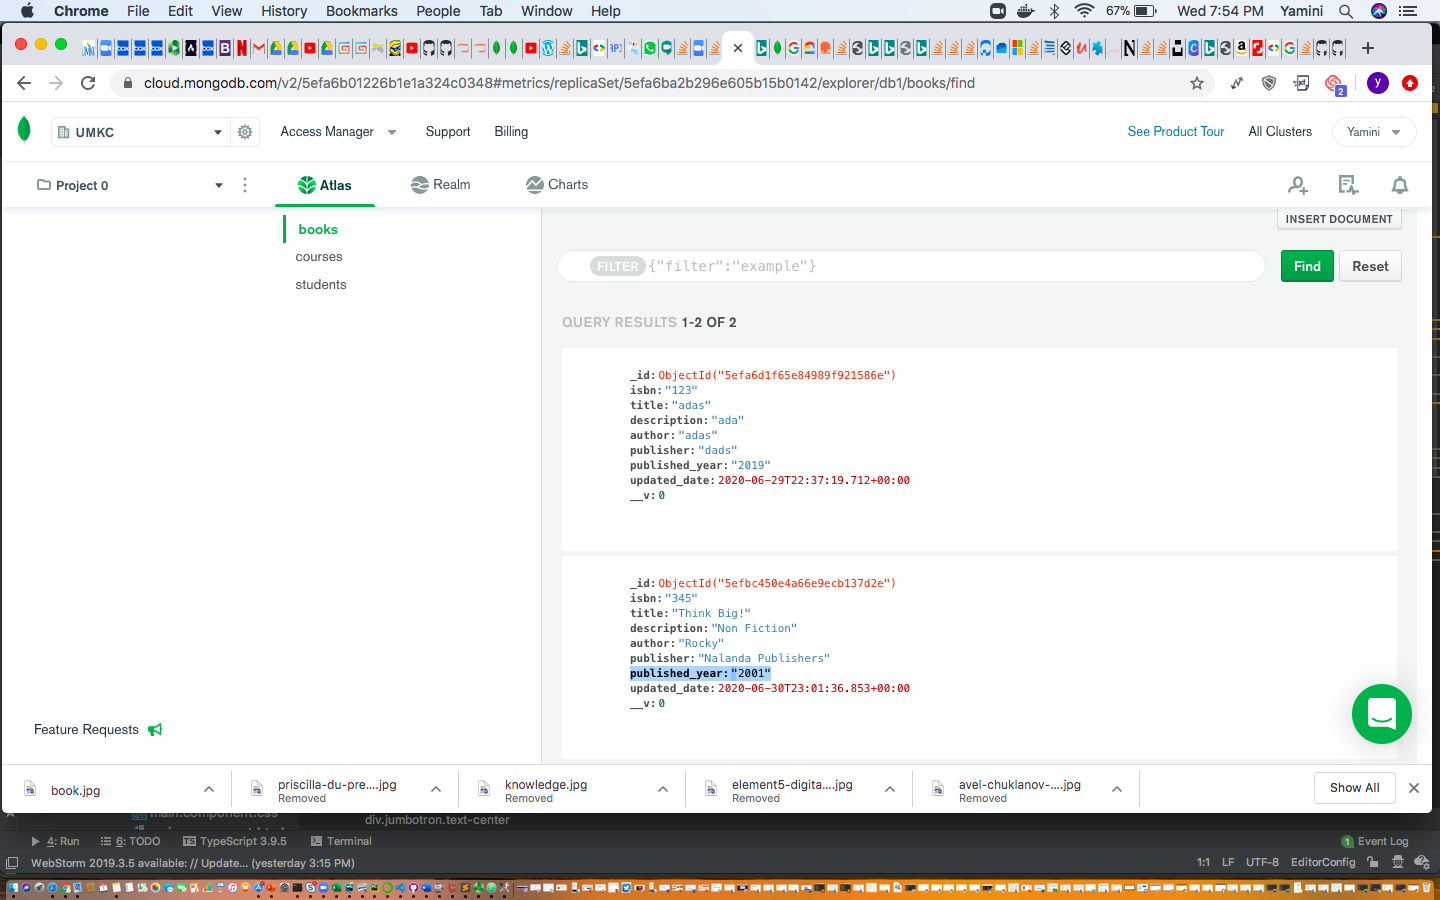 Chrome File Edit View History Bookmarks People Tab Window Help 67% Wed 7:54 PM Yamini
cloud.mongodb.com/v2/5efa6b01226b1e1a324c0348#metrics/replicaSet/5efa6ba2b296e605b15b0142/explorer/db1/books/find
2
y
UMKC
Access Manager
Support
Billing
See Product Tour
All Clusters
Yamini
Project 0
Atlas
Realm
Charts
books
courses
students
INSERT DOCUMENT
FILTER {"filter":"example"}
Find
Reset
QUERY RESULTS 1-2 OF 2
_id: ObjectId("5efa6d1f65e84989f921586e")
isbn: "123"
title: "adas"
description: "ada"
author: "adas"
publisher: "dads"
published_year: "2019"
updated_date: 2020-06-29T22:37:19.712+00:00
__v: 0
_id: ObjectId("5efbc450e4a66e9ecb137d2e")
isbn: "345"
title: "Think Big!"
description: "Non Fiction"
author: "Rocky"
publisher: "Nalanda Publishers"
published_year: "2001"
updated_date: 2020-06-30T23:01:36.853+00:00
__v: 0
Feature Requests
book.jpg
priscilla-du-pre....jpg
Removed
knowledge.jpg
Removed
element5-digita....jpg
Removed
avel-chuklanov-....jpg
Removed
Show All
main.component.css
div.jumbotron.text-center
4: Run
6: TODO
TypeScript 3.9.5
Terminal
1 Event Log
WebStorm 2019.3.5 available: // Update... (yesterday 3:15 PM)
1:1 LF UTF-8 EditorConfig